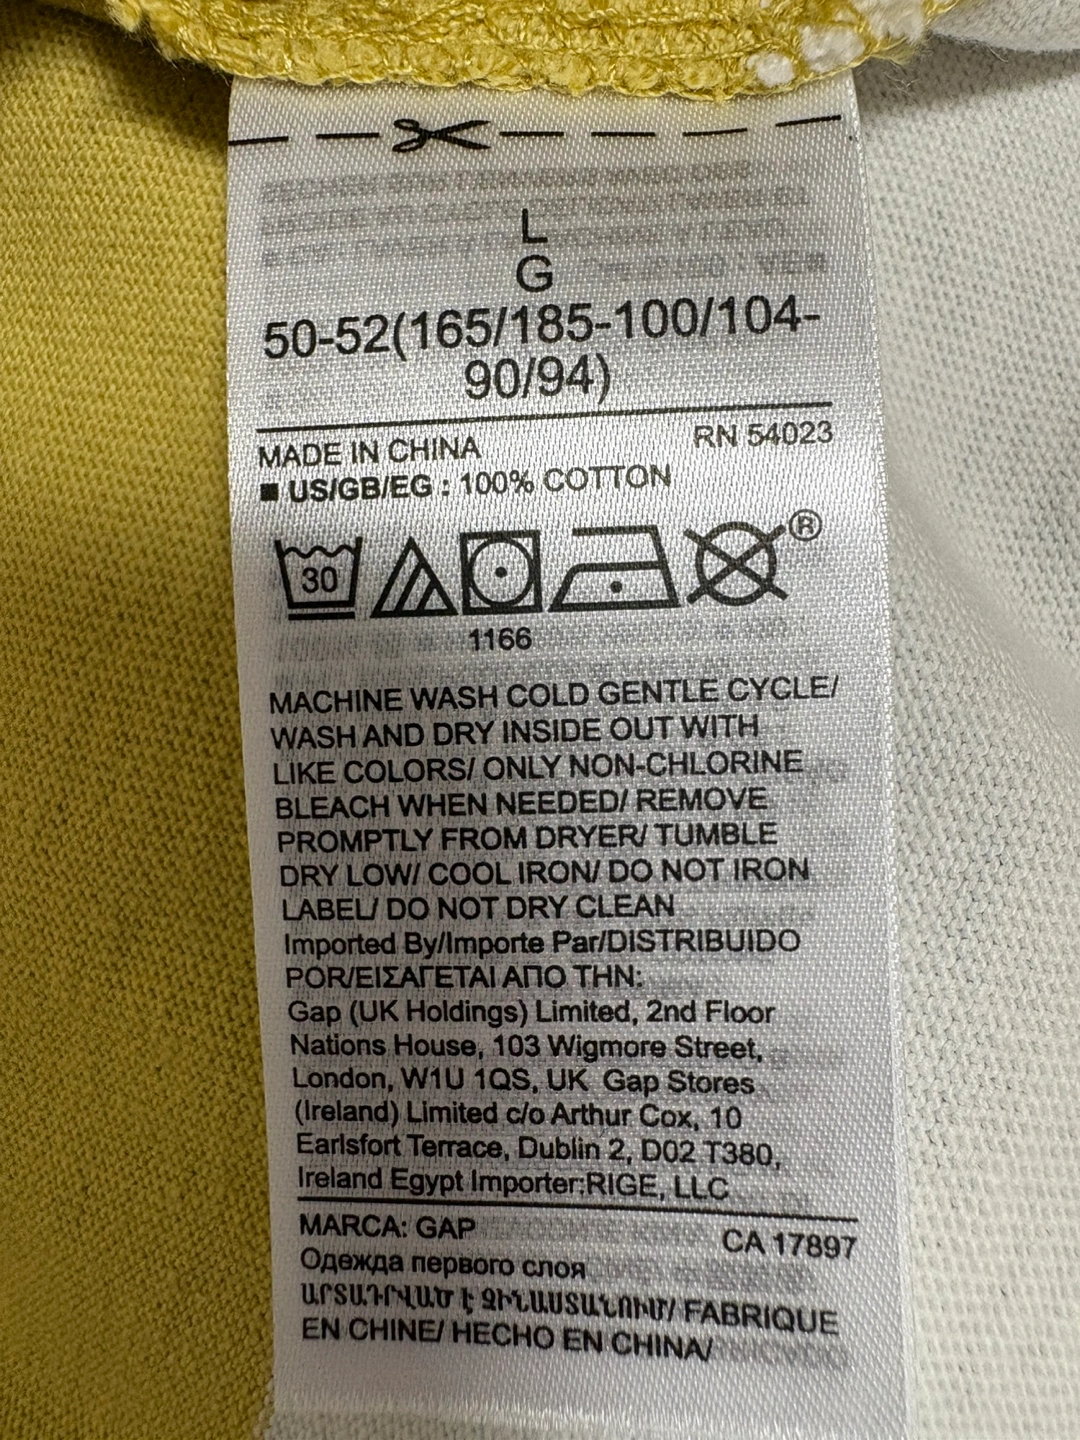 L
G
50-52(165/185-100/104-
90/94)
MADE IN CHINA RN 54023
■ US/GB/EG : 100% COTTON
30 ®
1166
MACHINE WASH COLD GENTLE CYCLE/
WASH AND DRY INSIDE OUT WITH
LIKE COLORS/ ONLY NON-CHLORINE
BLEACH WHEN NEEDED/ REMOVE
PROMPTLY FROM DRYER/ TUMBLE
DRY LOW/ COOL IRON/ DO NOT IRON
LABEL/ DO NOT DRY CLEAN
Imported By/Importe Par/DISTRIBUIDO
POR/ΕΙΣΑΓΕΤΑΙ ΑΠΟ ΤΗΝ:
Gap (UK Holdings) Limited, 2nd Floor
Nations House, 103 Wigmore Street,
London, W1U 1QS, UK Gap Stores
(Ireland) Limited c/o Arthur Cox, 10
Earlsfort Terrace, Dublin 2, D02 T380,
Ireland Egypt Importer:RIGE, LLC
MARCA: GAP CA 17897
Одежда первого слоя
ԱՐՏԱԴՐՎԱԾ Է ՉԻՆԱՍՏԱՆՈՒՄ/ FABRIQUE
EN CHINE/ HECHO EN CHINA/